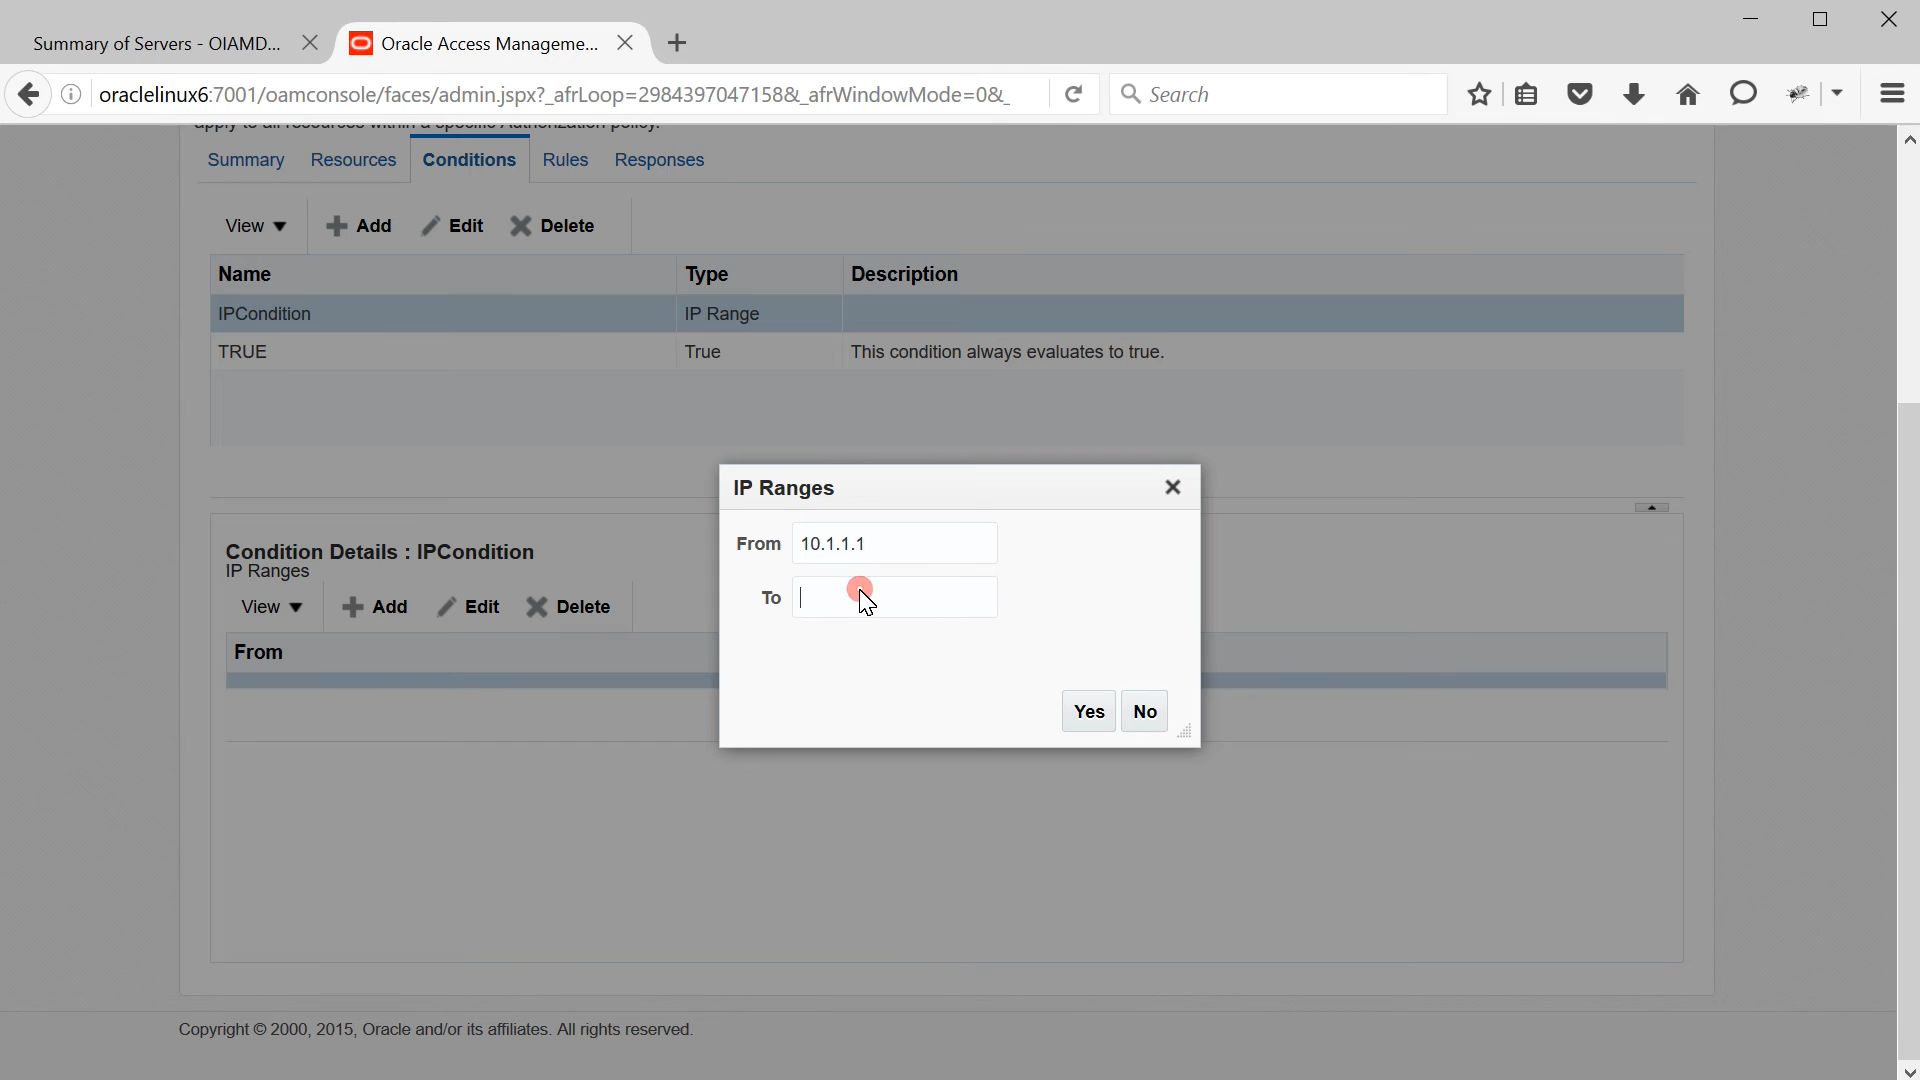 Summary of Servers - OIAMD...
Oracle Access Manageme...
oraclelinux6:7001/oamconsole/faces/admin.jspx?_afrLoop=2984397047158&_afrWindowMode=0&_
Search
apply to all resources within a specific Authorization policy.
Summary Resources Conditions Rules Responses
View Add Edit Delete
Name Type Description
IPCondition IP Range
TRUE True This condition always evaluates to true.
IP Ranges
From 10.1.1.1
To
Yes No
Condition Details : IPCondition
IP Ranges
View Add Edit Delete
From
Copyright © 2000, 2015, Oracle and/or its affiliates. All rights reserved.